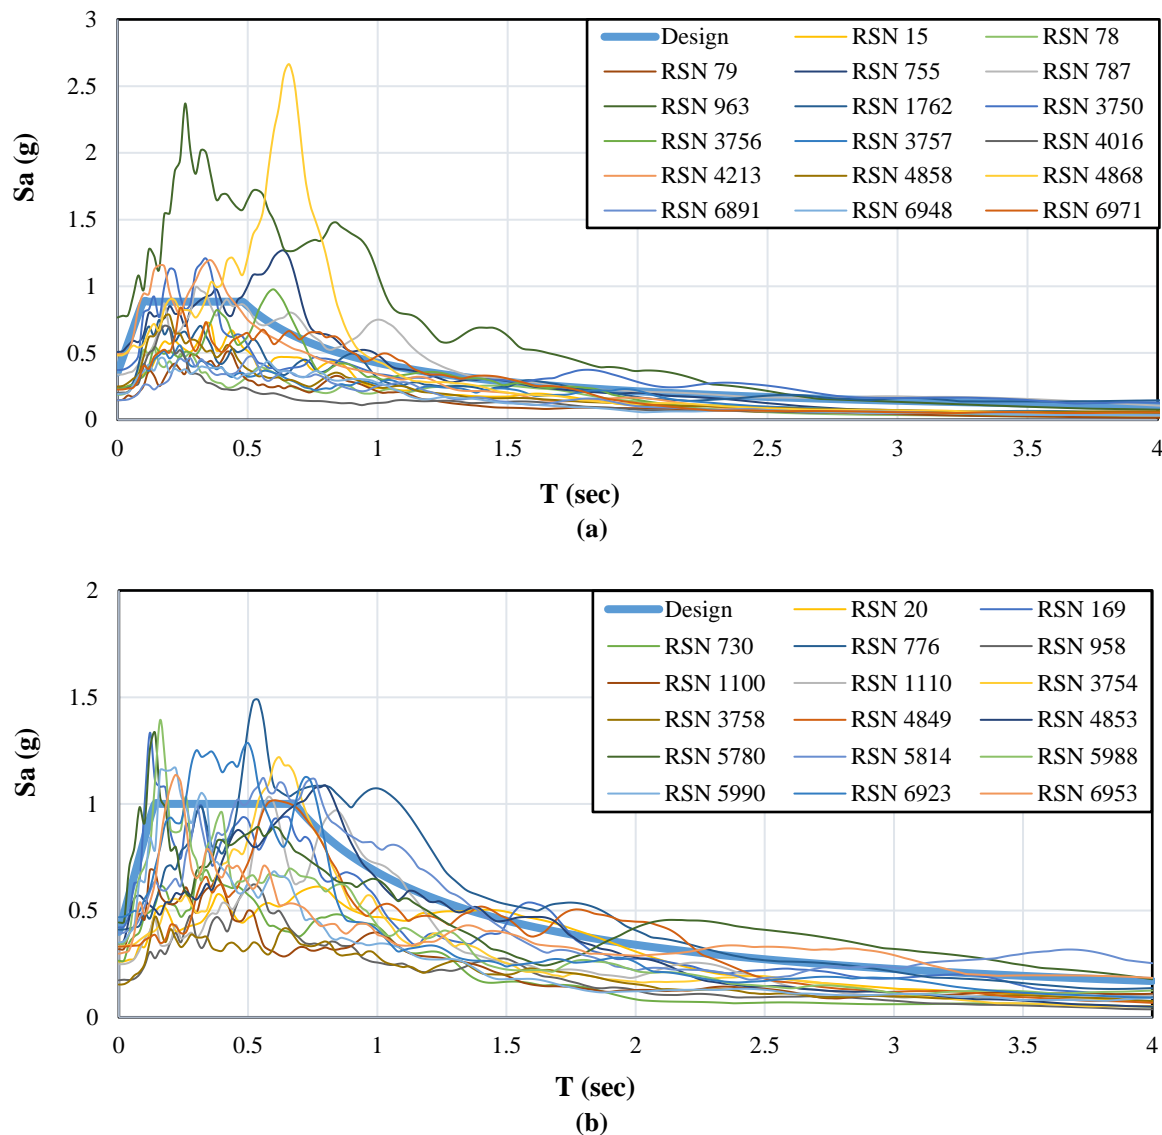 3
2.5
2
1.5
1
0.5
0
Sa (g)
Design RSN 15 RSN 78
RSN 79 RSN 755 RSN 787
RSN 963 RSN 1762 RSN 3750
RSN 3756 RSN 3757 RSN 4016
RSN 4213 RSN 4858 RSN 4868
RSN 6891 RSN 6948 RSN 6971
0 0.5 1 1.5 2 2.5 3 3.5 4
T (sec)
(a)
2
1.5
1
0.5
0
Sa (g)
Design RSN 20 RSN 169
RSN 730 RSN 776 RSN 958
RSN 1100 RSN 1110 RSN 3754
RSN 3758 RSN 4849 RSN 4853
RSN 5780 RSN 5814 RSN 5988
RSN 5990 RSN 6923 RSN 6953
0 0.5 1 1.5 2 2.5 3 3.5 4
T (sec)
(b)